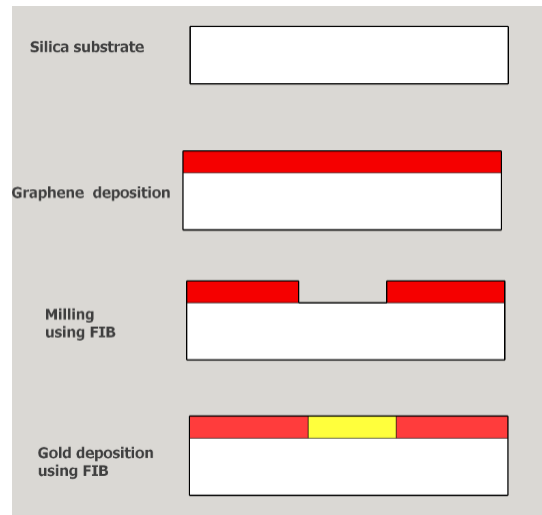 Silica substrate
Graphene deposition
Milling
using FIB
Gold deposition
using FIB